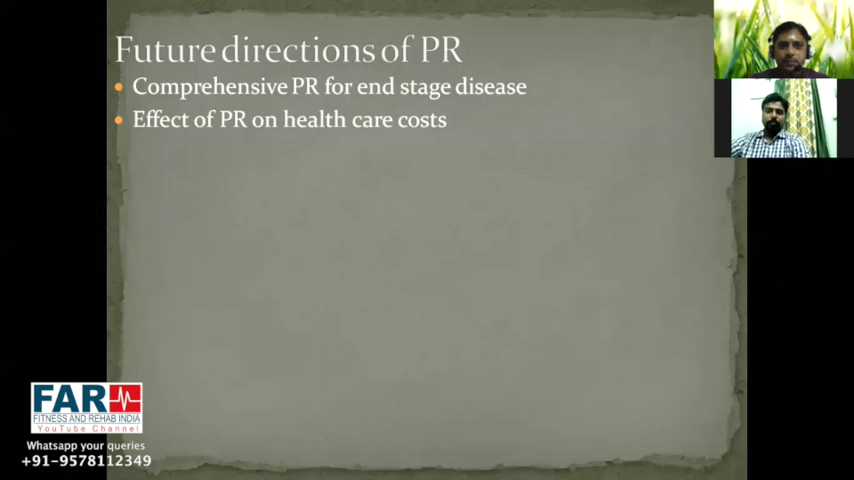 Future directions of PR
Comprehensive PR for end stage disease
Effect of PR on health care costs
FAR
FITNESS AND REHAB INDIA
YouTube Channel
Whatsapp your queries
+91-9578112349